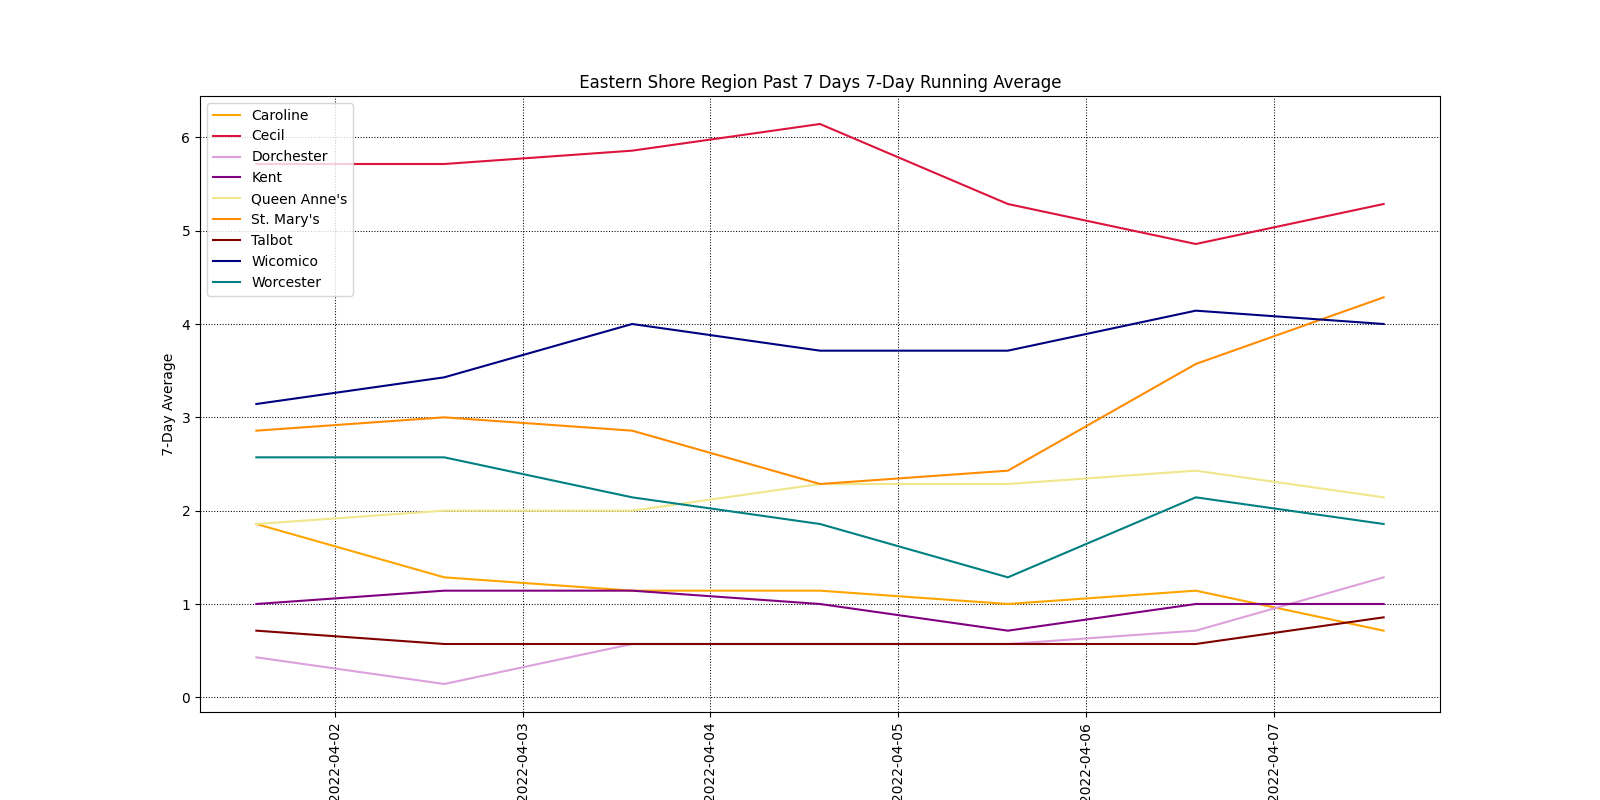 Eastern Shore Region Past 7 Days 7-Day Running Average
Caroline
Cecil
Dorchester
Kent
Queen Anne's
St. Mary's
Talbot
Wicomico
Worcester
7-Day Average
6
5
4
3
2
1
0
2022-04-02
2022-04-03
2022-04-04
2022-04-05
2022-04-06
2022-04-07